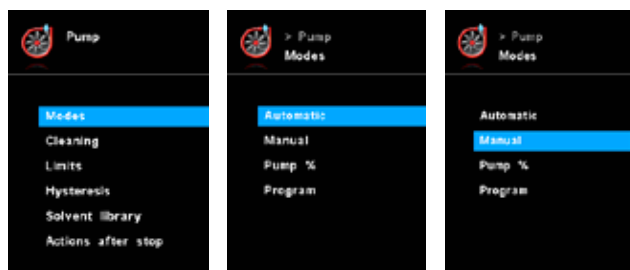 Pump
Modes
Cleaning
Limits
Hysteresis
Solvent library
Actions after stop
> Pump
Modes
Automatic
Manual
Pump %
Program
> Pump
Modes
Automatic
Manual
Pump %
Program